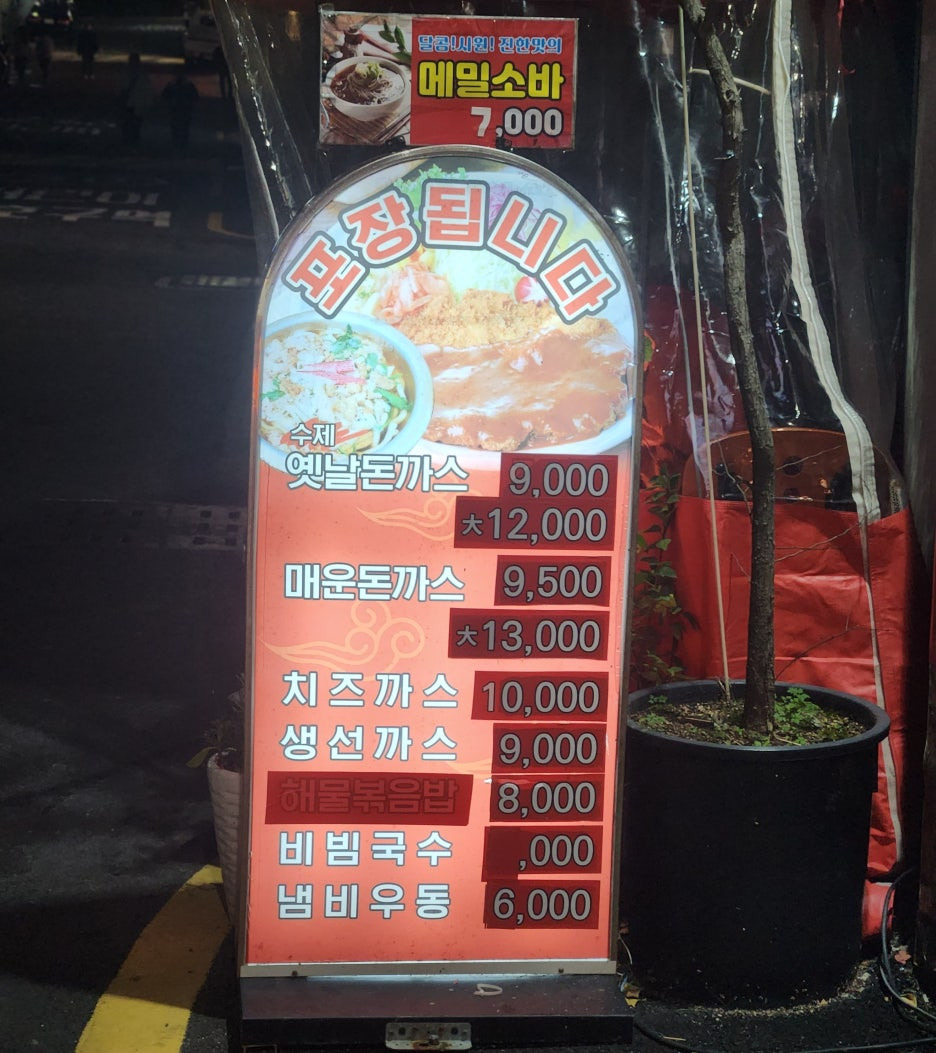 달콤!시원! 진한맛의
메밀소바
7,000
포장됩니다
수제
옛날돈까스 9,000
大12,000
매운돈까스 9,500
大13,000
치즈까스 10,000
생선까스 9,000
해물볶음밥 8,000
비빔국수 ,000
냄비우동 6,000